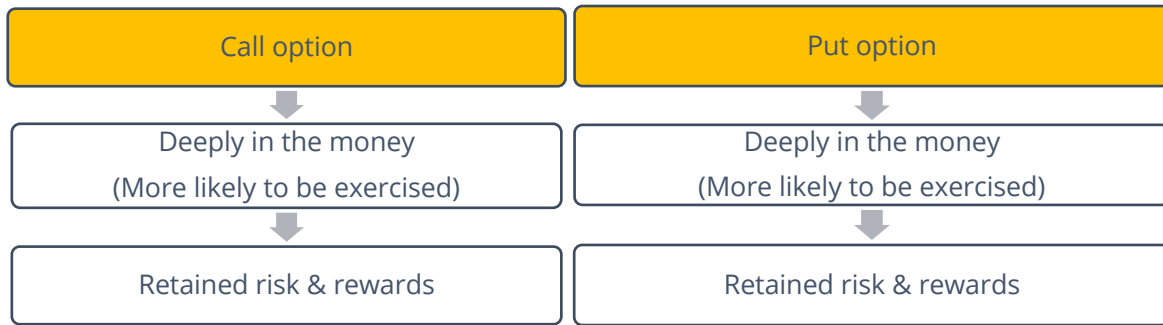 Call option
Deeply in the money
(More likely to be exercised)
Retained risk & rewards
Put option
Deeply in the money
(More likely to be exercised)
Retained risk & rewards